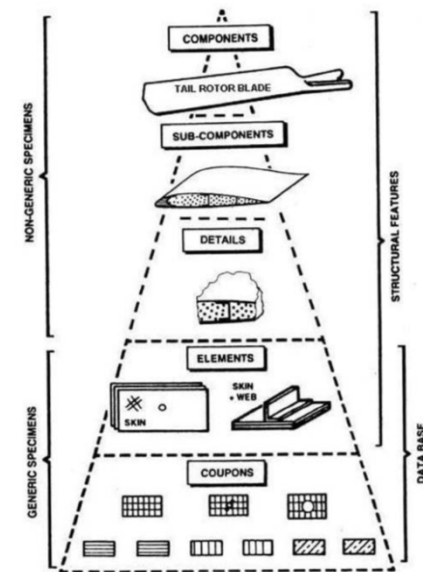 COMPONENTS
TAIL ROTOR BLADE
SUB-COMPONENTS
NON-GENERIC SPECIMENS
DETAILS
STRUCTURAL FEATURES
ELEMENTS
SKIN
SKIN
+ WEB
GENERIC SPECIMENS
COUPONS
DATA BASE